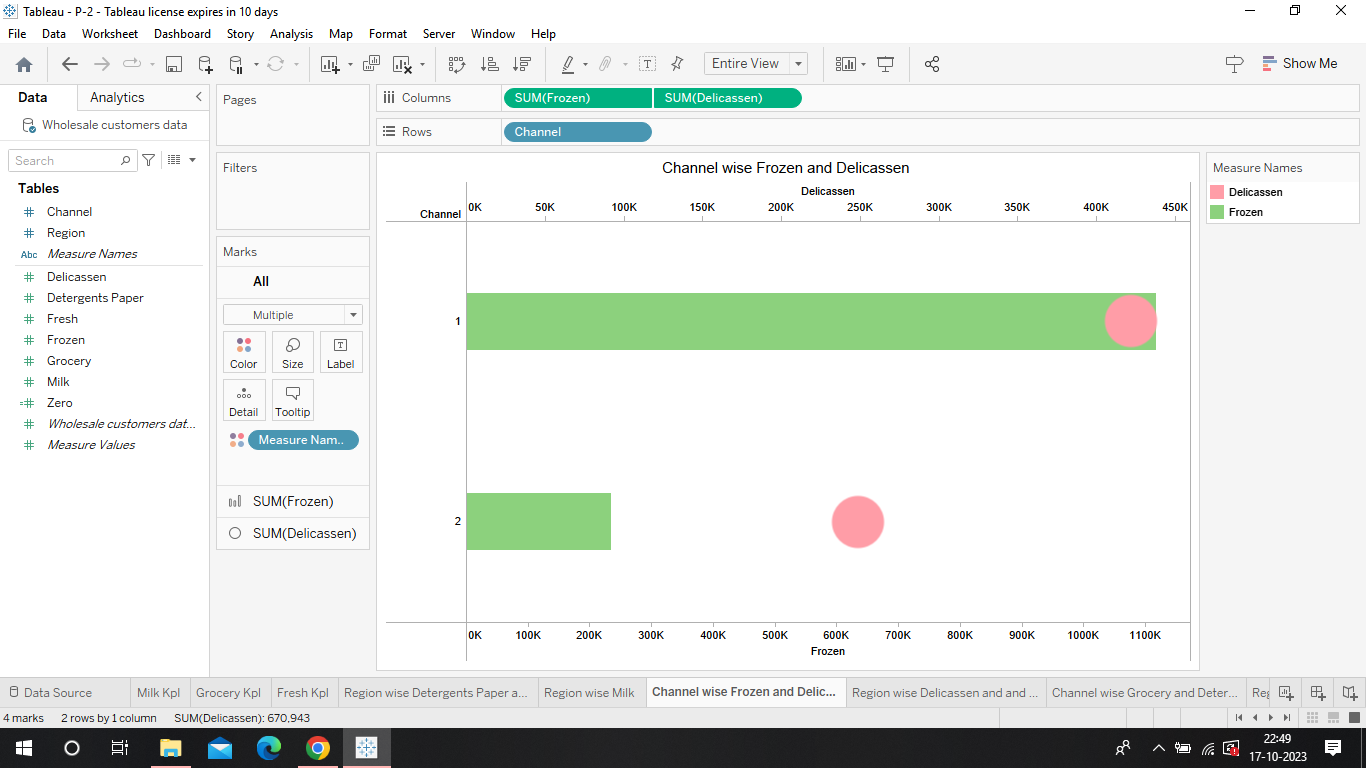 Tableau - P-2 - Tableau license expires in 10 days
File Data Worksheet Dashboard Story Analysis Map Format Server Window Help
Entire View
Show Me
Data Analytics
Wholesale customers data
Search
Tables
Channel
Region
Abc Measure Names
Delicassen
Detergents Paper
Fresh
Frozen
Grocery
Milk
Zero
Wholesale customers dat...
Measure Values
Pages
Filters
Marks
All
Multiple
Color Size Label
Detail Tooltip
Measure Nam..
SUM(Frozen)
SUM(Delicassen)
Columns SUM(Frozen) SUM(Delicassen)
Rows Channel
Channel wise Frozen and Delicassen
Delicassen
Channel 0K 50K 100K 150K 200K 250K 300K 350K 400K 450K
1
2
0K 100K 200K 300K 400K 500K 600K 700K 800K 900K 1000K 1100K
Frozen
Measure Names
Delicassen
Frozen
Data Source Milk Kpl Grocery Kpl Fresh Kpl Region wise Detergents Paper a... Region wise Milk Channel wise Frozen and Delic... Region wise Delicassen and and ... Channel wise Grocery and Deter... Reg
4 marks 2 rows by 1 column SUM(Delicassen): 670,943
22:49
17-10-2023